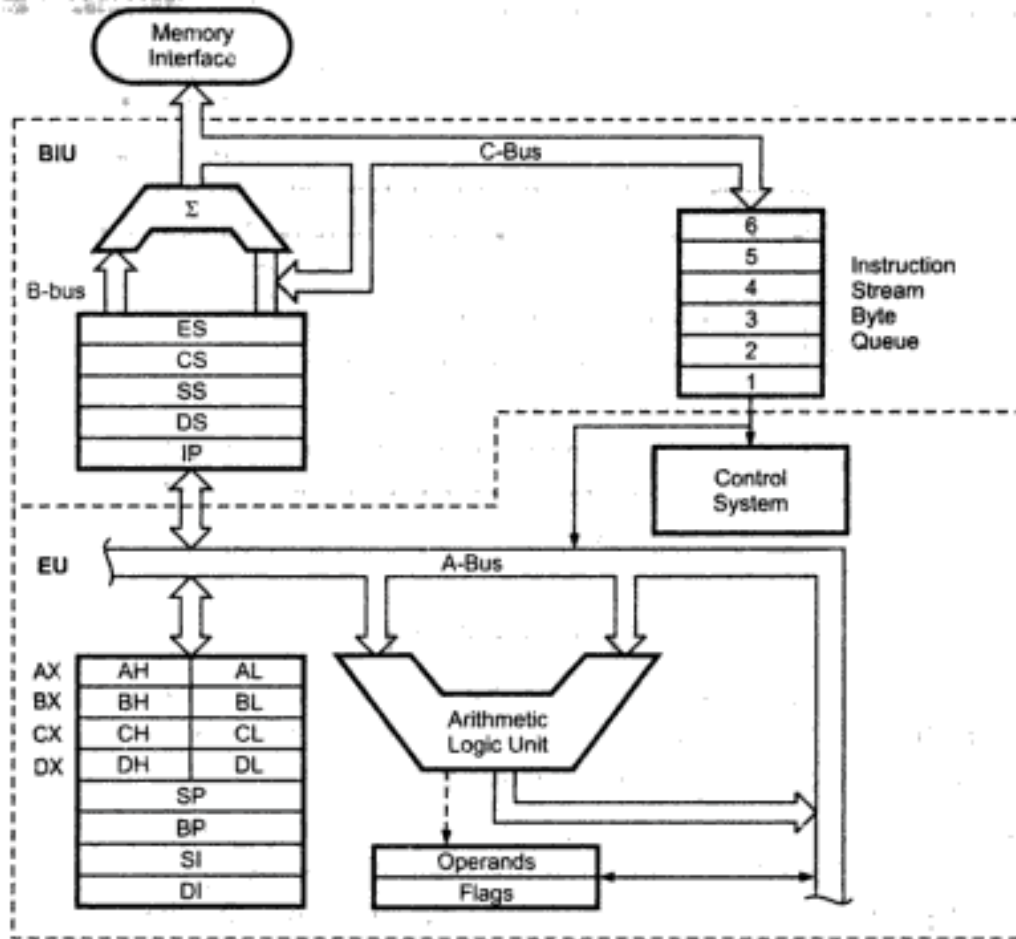 Memory
Interface
BIU
C-Bus
Σ
B-bus
ES
CS
SS
DS
IP
6
5
4
3
2
1
Instruction
Stream
Byte
Queue
Control
System
EU
A-Bus
AX AH AL
BX BH BL
CX CH CL
DX DH DL
SP
BP
SI
DI
Arithmetic
Logic Unit
Operands
Flags